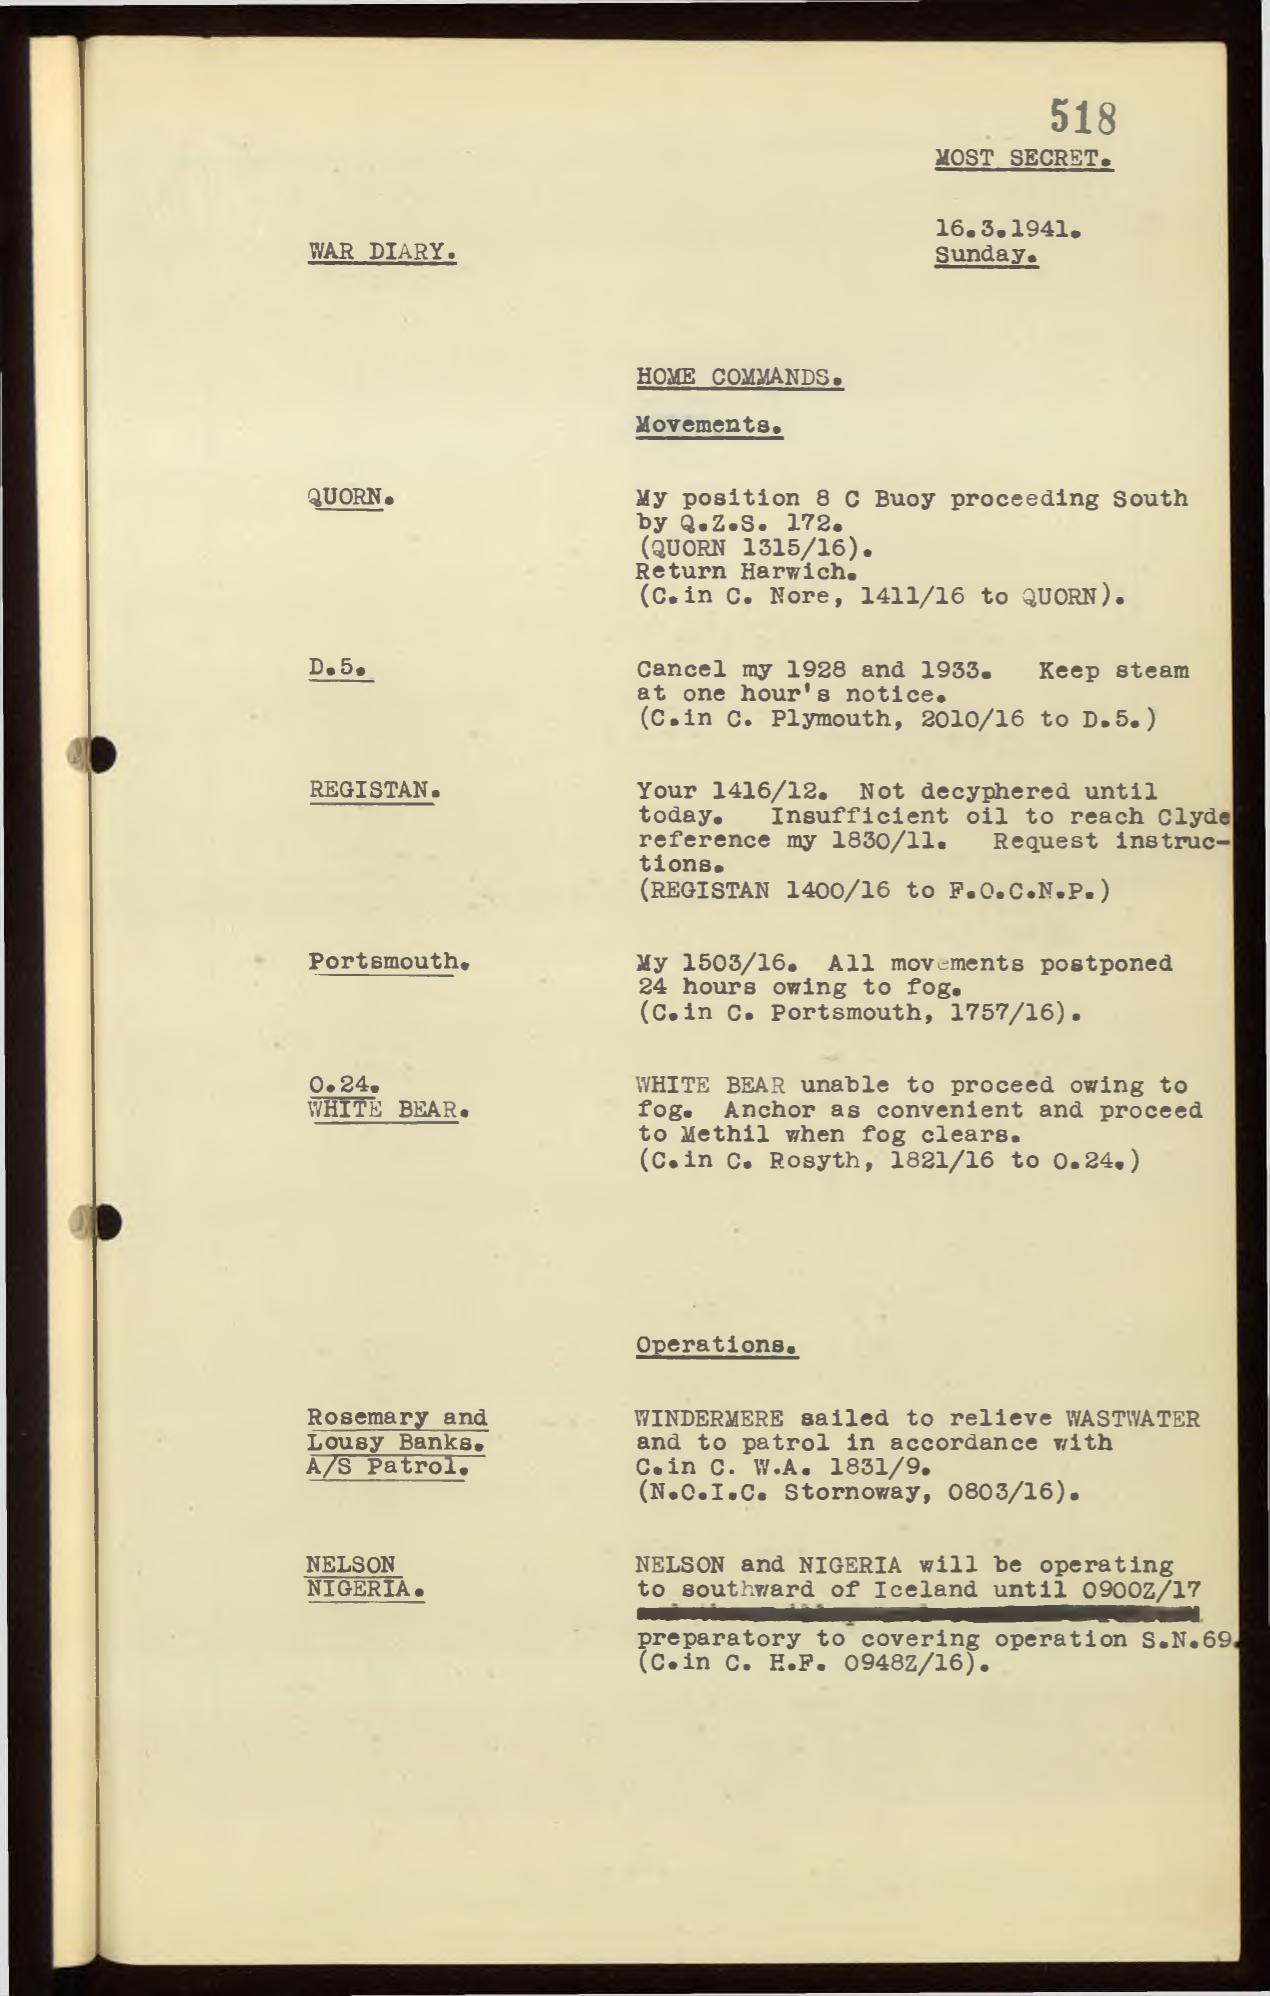 518
MOST SECRET.
16.3.1941.
WAR DIARY.
Sunday.
HOME COMMANDS.
Movements.
QUORN.
My position 8 C Buoy proceeding South
by Q.Z.S. 172.
(QUORN 1315/16).
Return Harwich.
(C.in C. Nore, 1411/16 to QUORN).
D.5.
Cancel my 1928 and 1933. Keep steam
at one hour's notice.
(C.in C. Plymouth, 2010/16 to D.5.)
REGISTAN.
Your 1416/12. Not decyphered until
today. Insufficient oil to reach Clyde
reference my 1830/11. Request instruc-
tions.
(REGISTAN 1400/16 to F.O.C.N.P.)
Portsmouth.
My 1503/16. All movements postponed
24 hours owing to fog.
(C.in C. Portsmouth, 1757/16).
O.24.
WHITE BEAR.
WHITE BEAR unable to proceed owing to
fog. Anchor as convenient and proceed
to Methil when fog clears.
(C.in C. Rosyth, 1821/16 to O.24.)
Operations.
Rosemary and
Lousy Banks.
A/S Patrol.
WINDERMERE sailed to relieve WASTWATER
and to patrol in accordance with
C.in C. W.A. 1831/9.
(N.O.I.C. Stornoway, 0803/16).
NELSON
NIGERIA.
NELSON and NIGERIA will be operating
to southward of Iceland until 0900Z/17
preparatory to covering operation S.N.69.
(C.in C. H.F. 0948Z/16).